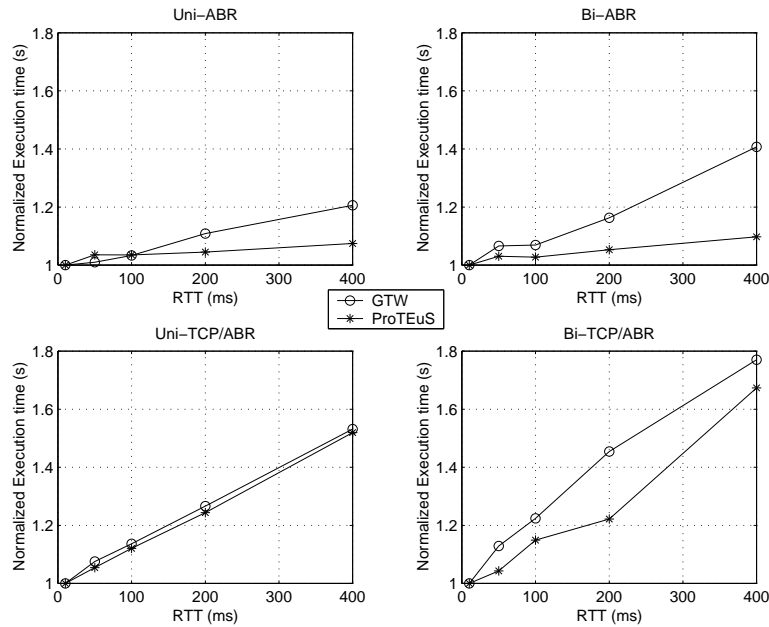 Uni−ABR
1.8
1.6
1.4
1.2
1
Normalized Execution time (s)
0 100 200 300 400
RTT (ms)
Bi−ABR
1.8
1.6
1.4
1.2
1
Normalized Execution time (s)
0 100 200 300 400
RTT (ms)
GTW
ProTEuS
Uni−TCP/ABR
1.8
1.6
1.4
1.2
1
Normalized Execution time (s)
0 100 200 300 400
RTT (ms)
Bi−TCP/ABR
1.8
1.6
1.4
1.2
1
Normalized Execution time (s)
0 100 200 300 400
RTT (ms)